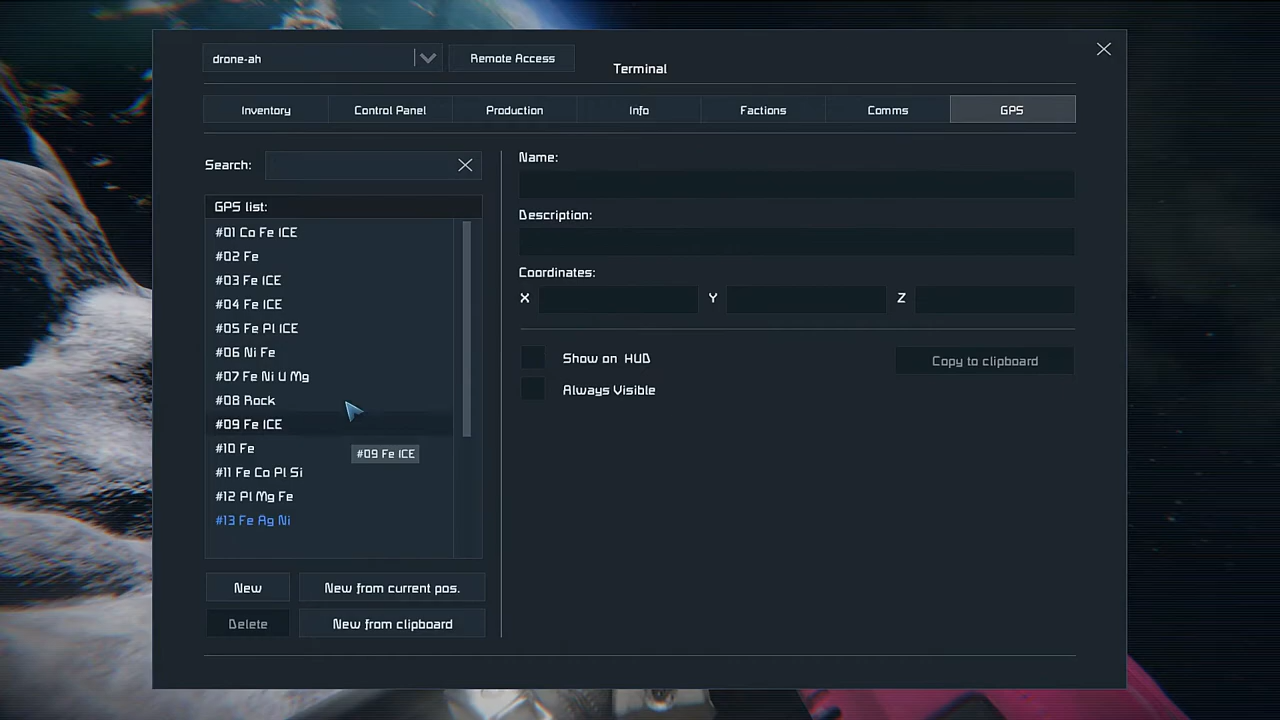 drone-ah
Remote Access
Terminal
Inventory
Control Panel
Production
Info
Factions
Comms
GPS
Search:
GPS list:
#01 Co Fe ICE
#02 Fe
#03 Fe ICE
#04 Fe ICE
#05 Fe Pl ICE
#06 Ni Fe
#07 Fe Ni U Mg
#08 Rock
#09 Fe ICE
#10 Fe
#09 Fe ICE
#11 Fe Co Pl Si
#12 Pl Mg Fe
#13 Fe Ag Ni
New
New from current pos.
Delete
New from clipboard
Name:
Description:
Coordinates:
X
Y
Z
Show on HUD
Always Visible
Copy to clipboard